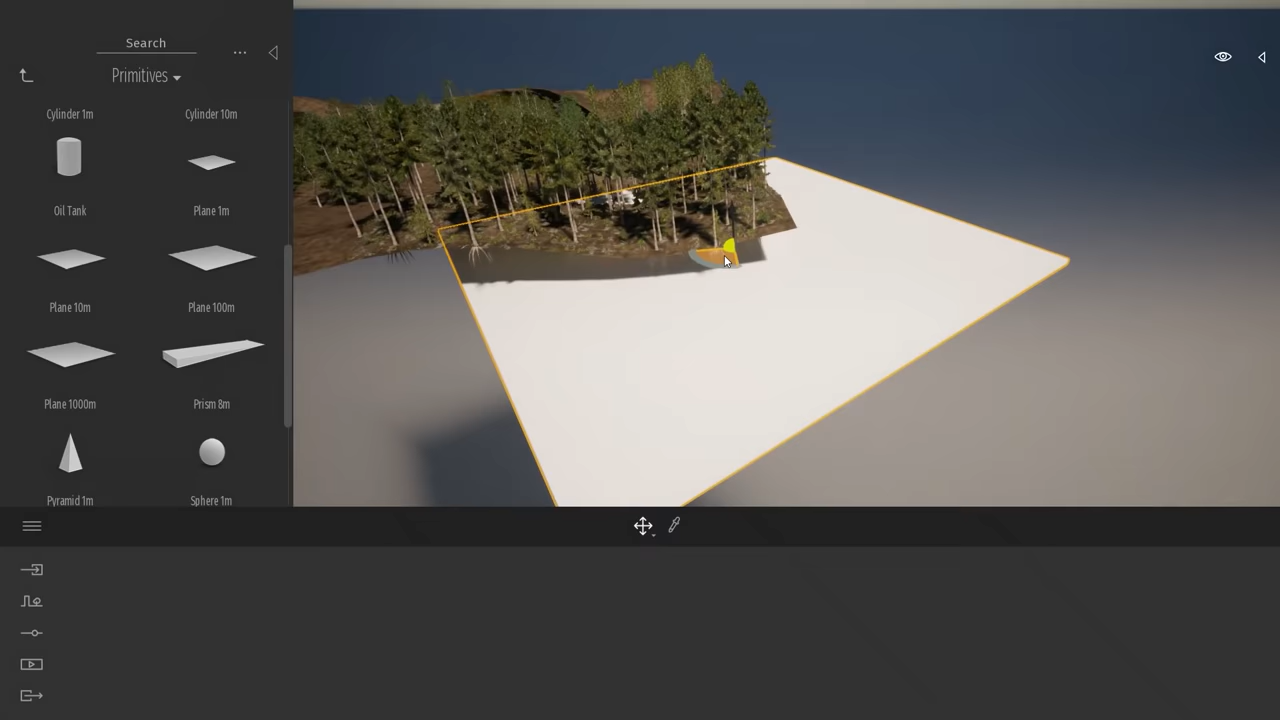 Search
Primitives
Cylinder 1m
Cylinder 10m
Oil Tank
Plane 1m
Plane 10m
Plane 100m
Plane 1000m
Prism 8m
Pyramid 1m
Sphere 1m